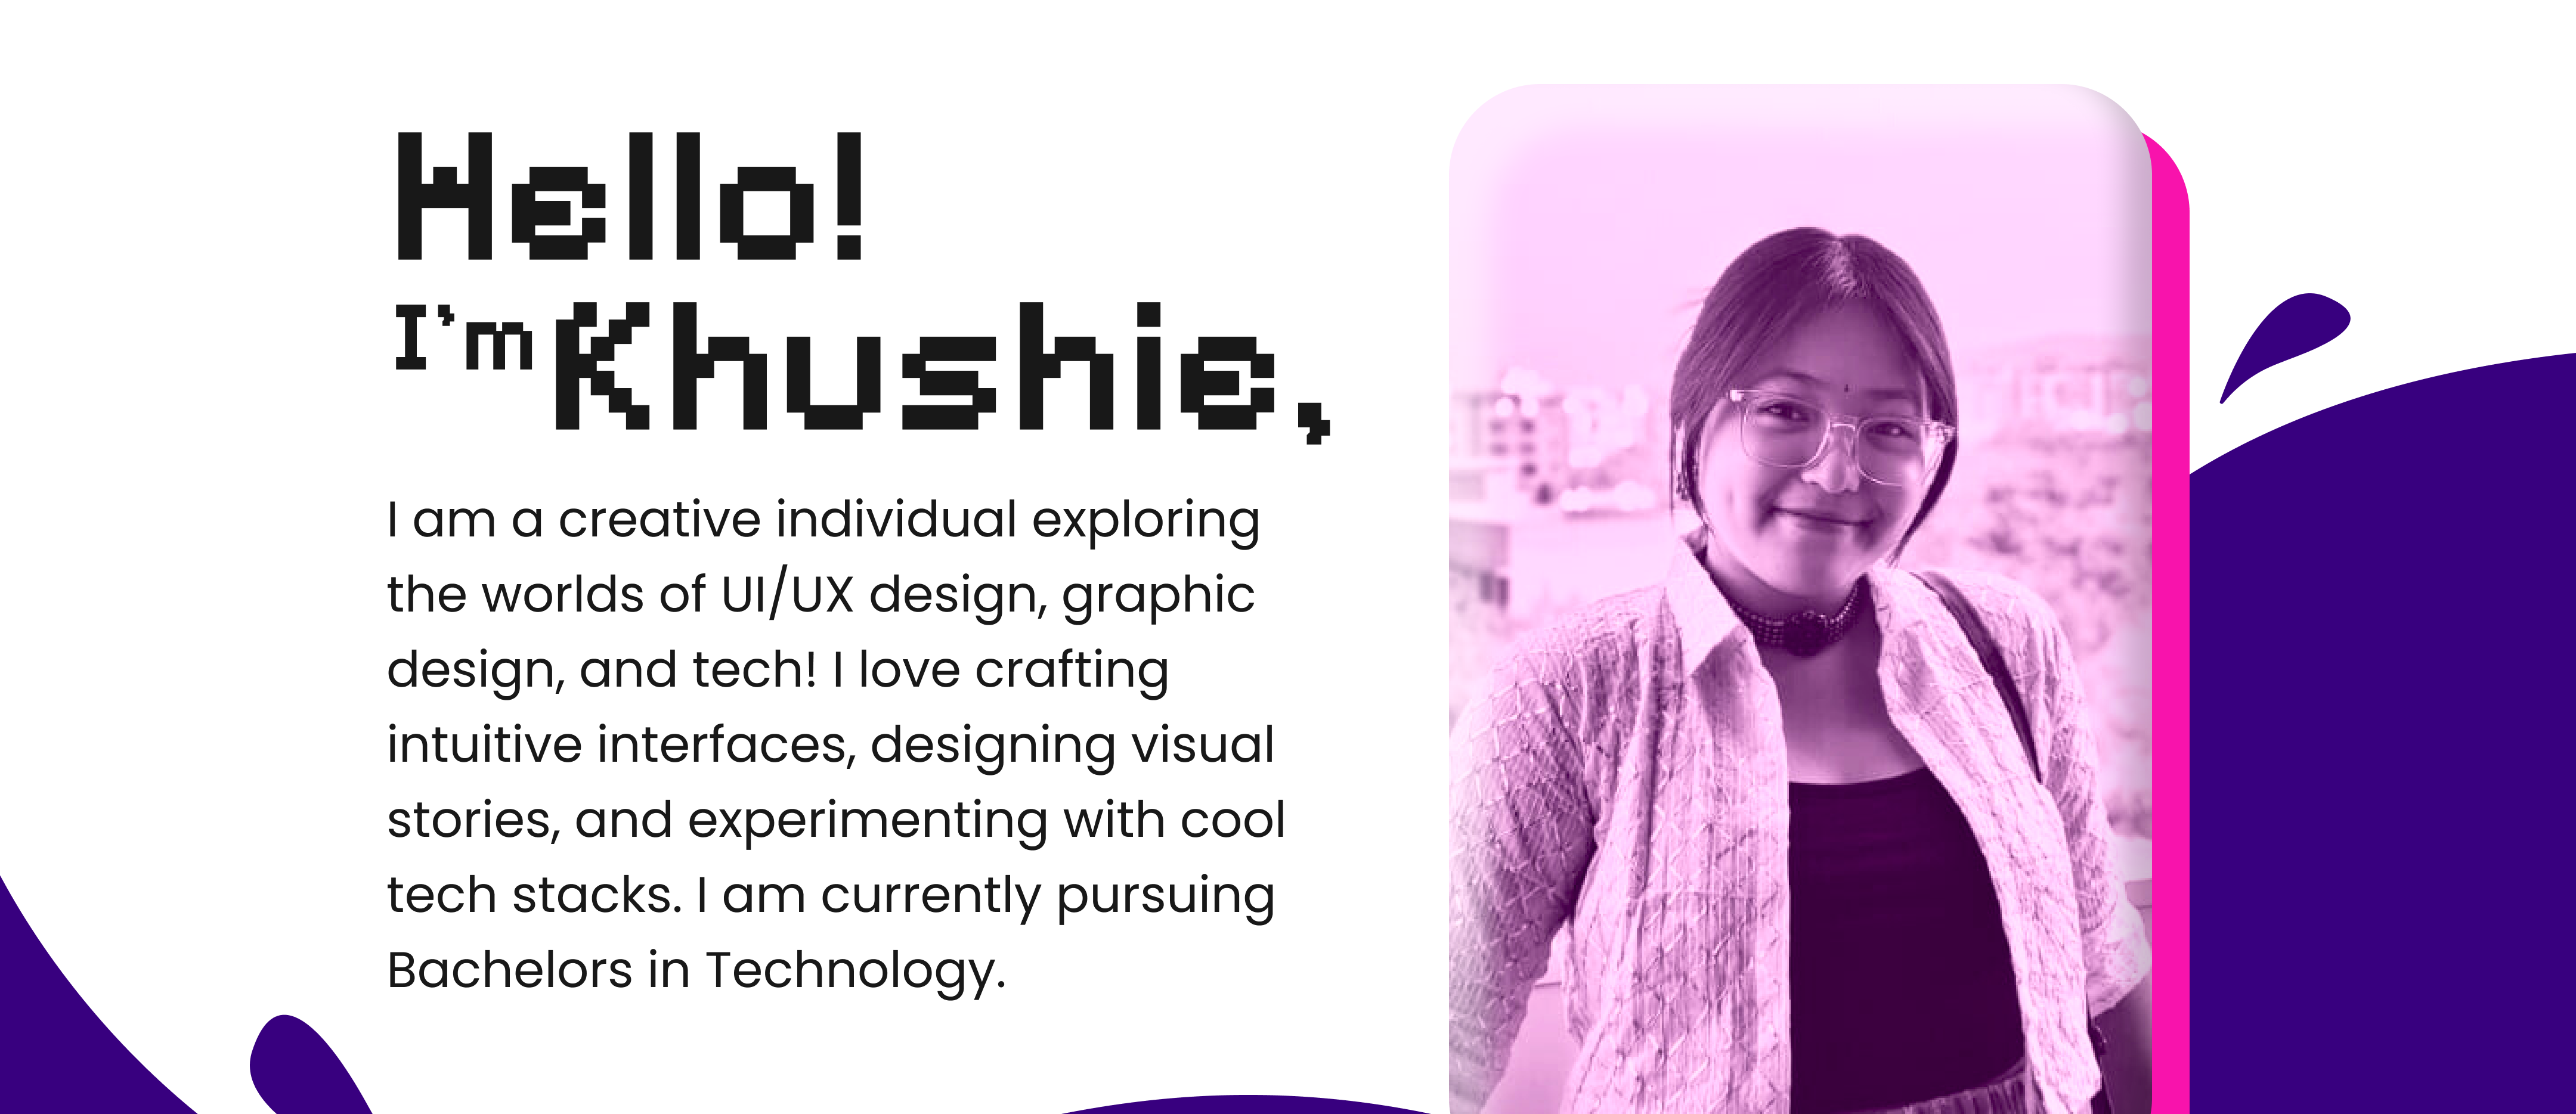 Hello!
I'm Khushie,
I am a creative individual exploring
the worlds of UI/UX design, graphic
design, and tech! I love crafting
intuitive interfaces, designing visual
stories, and experimenting with cool
tech stacks. I am currently pursuing
Bachelors in Technology.